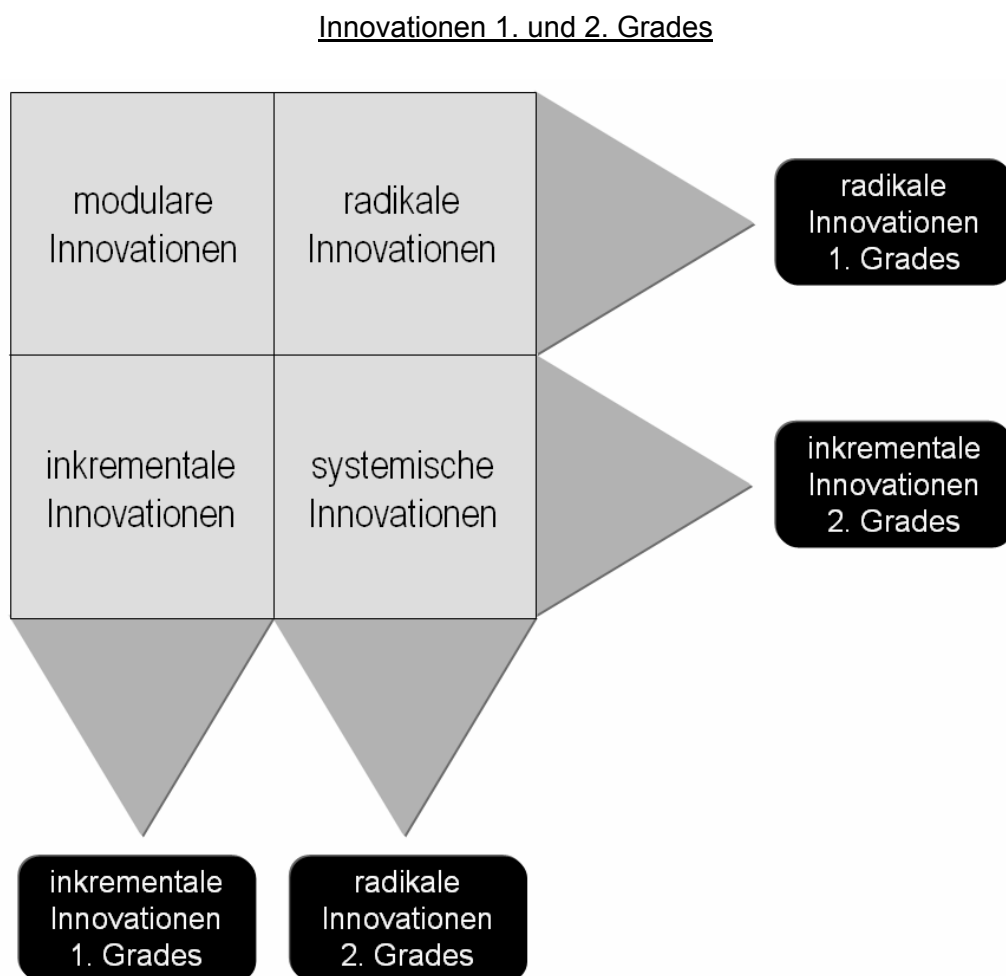 Innovationen 1. und 2. Grades
modulare
Innovationen
radikale
Innovationen
radikale
Innovationen
1. Grades
inkrementale
Innovationen
systemische
Innovationen
inkrementale
Innovationen
2. Grades
inkrementale
Innovationen
1. Grades
radikale
Innovationen
2. Grades